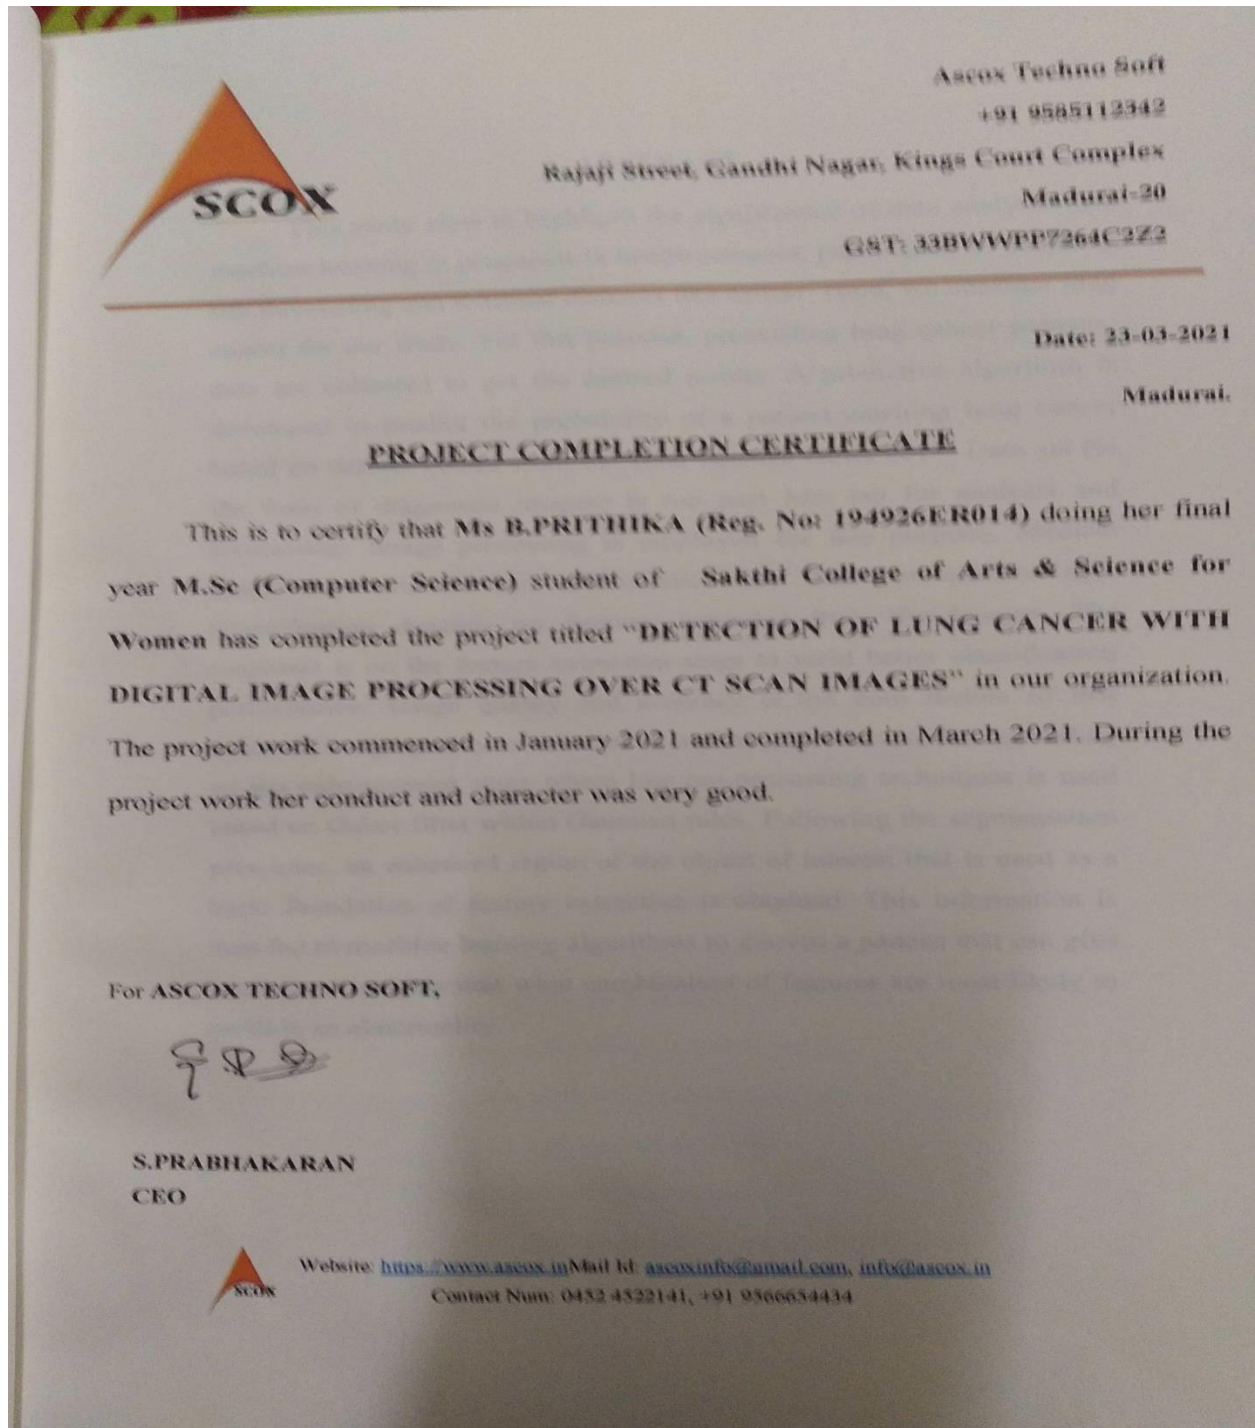 SCOX
Ascox Techno Soft
+91 9585112342
Rajaji Street, Gandhi Nagar, Kings Court Complex
Madurai-20
GST: 33BWWPP7264C2Z2
Date: 23-03-2021
Madurai.
PROJECT COMPLETION CERTIFICATE
This is to certify that Ms B.PRITHIKA (Reg. No: 194926ER014) doing her final
year M.Sc (Computer Science) student of Sakthi College of Arts & Science for
Women has completed the project titled "DETECTION OF LUNG CANCER WITH
DIGITAL IMAGE PROCESSING OVER CT SCAN IMAGES" in our organization.
The project work commenced in January 2021 and completed in March 2021. During the
project work her conduct and character was very good.
For ASCOX TECHNO SOFT,
S.PRABHAKARAN
CEO
SCOX
Website: https://www.ascox.inMail Id: ascoxinfo@gmail.com, info@ascox.in
Contact Num: 0452 4522141, +91 9566654434